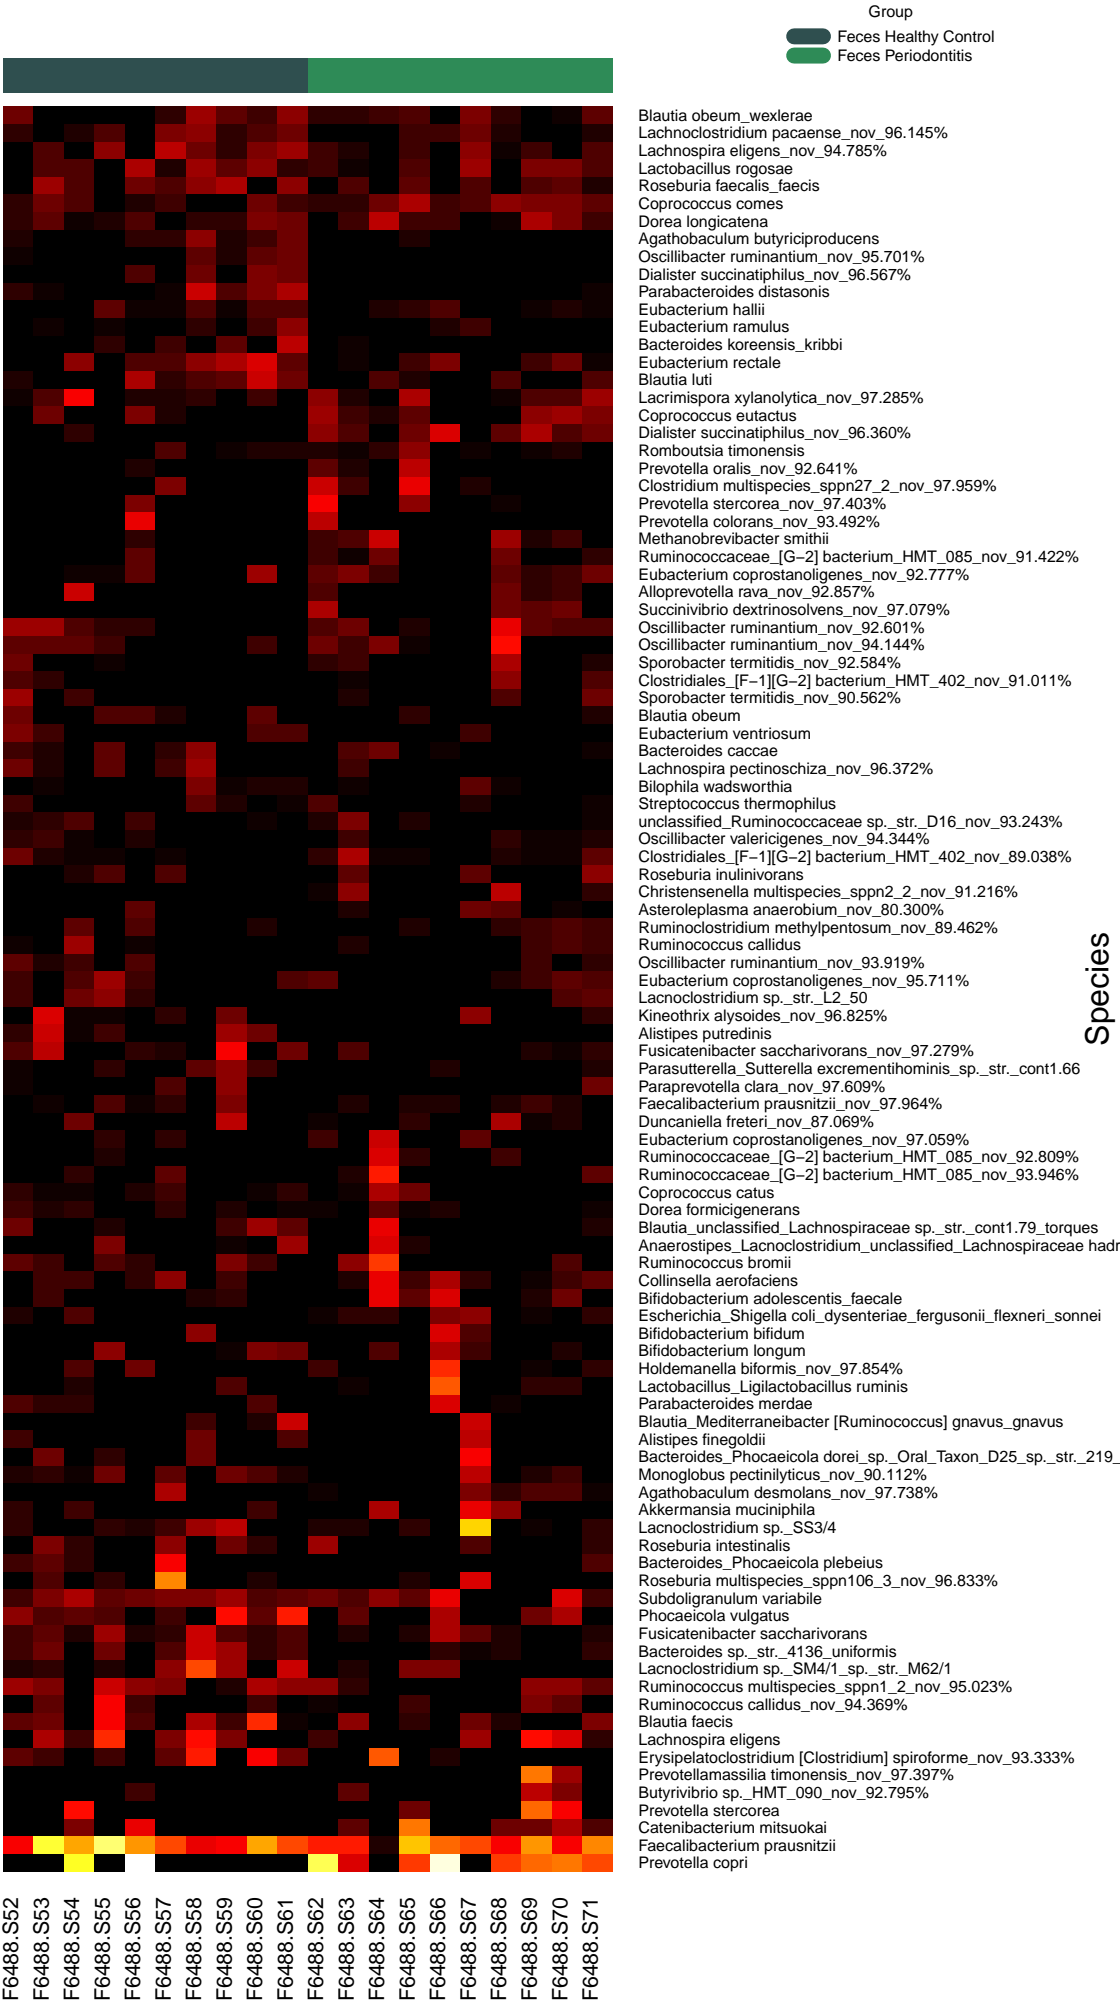 Group
Feces Healthy Control
Feces Periodontitis
Blautia obeum_wexlerae
Lachnoclostridium pacaense_nov_96.145%
Lachnospira eligens_nov_94.785%
Lactobacillus rogosae
Roseburia faecalis_faecis
Coprococcus comes
Dorea longicatena
Agathobaculum butyriciproducens
Oscillibacter ruminantium_nov_95.701%
Dialister succinatiphilus_nov_96.567%
Parabacteroides distasonis
Eubacterium hallii
Eubacterium ramulus
Bacteroides koreensis_kribbi
Eubacterium rectale
Blautia luti
Lacrimispora xylanolytica_nov_97.285%
Coprococcus eutactus
Dialister succinatiphilus_nov_96.360%
Romboutsia timonensis
Prevotella oralis_nov_92.641%
Clostridium multispecies_sppn27_2_nov_97.959%
Prevotella stercorea_nov_97.403%
Prevotella colorans_nov_93.492%
Methanobrevibacter smithii
Ruminococcaceae_[G−2] bacterium_HMT_085_nov_91.422%
Eubacterium coprostanoligenes_nov_92.777%
Alloprevotella rava_nov_92.857%
Succinivibrio dextrinosolvens_nov_97.079%
Oscillibacter ruminantium_nov_92.601%
Oscillibacter ruminantium_nov_94.144%
Sporobacter termitidis_nov_92.584%
Clostridiales_[F−1][G−2] bacterium_HMT_402_nov_91.011%
Sporobacter termitidis_nov_90.562%
Blautia obeum
Eubacterium ventriosum
Bacteroides caccae
Lachnospira pectinoschiza_nov_96.372%
Bilophila wadsworthia
Streptococcus thermophilus
unclassified_Ruminococcaceae sp._str._D16_nov_93.243%
Oscillibacter valericigenes_nov_94.344%
Clostridiales_[F−1][G−2] bacterium_HMT_402_nov_89.038%
Roseburia inulinivorans
Christensenella multispecies_sppn2_2_nov_91.216%
Asteroleplasma anaerobium_nov_80.300%
Ruminoclostridium methylpentosum_nov_89.462%
Ruminococcus callidus
Oscillibacter ruminantium_nov_93.919%
Eubacterium coprostanoligenes_nov_95.711%
Lacnoclostridium sp._str._L2_50
Kineothrix alysoides_nov_96.825%
Alistipes putredinis
Fusicatenibacter saccharivorans_nov_97.279%
Parasutterella_Sutterella excrementihominis_sp._str._cont1.66
Paraprevotella clara_nov_97.609%
Faecalibacterium prausnitzii_nov_97.964%
Duncaniella freteri_nov_87.069%
Eubacterium coprostanoligenes_nov_97.059%
Ruminococcaceae_[G−2] bacterium_HMT_085_nov_92.809%
Ruminococcaceae_[G−2] bacterium_HMT_085_nov_93.946%
Coprococcus catus
Dorea formicigenerans
Blautia_unclassified_Lachnospiraceae sp._str._cont1.79_torques
Anaerostipes_Lacnoclostridium_unclassified_Lachnospiraceae hadr
Ruminococcus bromii
Collinsella aerofaciens
Bifidobacterium adolescentis_faecale
Escherichia_Shigella coli_dysenteriae_fergusonii_flexneri_sonnei
Bifidobacterium bifidum
Bifidobacterium longum
Holdemanella biformis_nov_97.854%
Lactobacillus_Ligilactobacillus ruminis
Parabacteroides merdae
Blautia_Mediterraneibacter [Ruminococcus] gnavus_gnavus
Alistipes finegoldii
Bacteroides_Phocaeicola dorei_sp._Oral_Taxon_D25_sp._str._219_
Monoglobus pectinilyticus_nov_90.112%
Agathobaculum desmolans_nov_97.738%
Akkermansia muciniphila
Lacnoclostridium sp._SS3/4
Roseburia intestinalis
Bacteroides_Phocaeicola plebeius
Roseburia multispecies_sppn106_3_nov_96.833%
Subdoligranulum variabile
Phocaeicola vulgatus
Fusicatenibacter saccharivorans
Bacteroides sp._str._4136_uniformis
Lacnoclostridium sp._SM4/1_sp._str._M62/1
Ruminococcus multispecies_sppn1_2_nov_95.023%
Ruminococcus callidus_nov_94.369%
Blautia faecis
Lachnospira eligens
Erysipelatoclostridium [Clostridium] spiroforme_nov_93.333%
Prevotellamassilia timonensis_nov_97.397%
Butyrivibrio sp._HMT_090_nov_92.795%
Prevotella stercorea
Catenibacterium mitsuokai
Faecalibacterium prausnitzii
Prevotella copri
Species
F6488.S52
F6488.S53
F6488.S54
F6488.S55
F6488.S56
F6488.S57
F6488.S58
F6488.S59
F6488.S60
F6488.S61
F6488.S62
F6488.S63
F6488.S64
F6488.S65
F6488.S66
F6488.S67
F6488.S68
F6488.S69
F6488.S70
F6488.S71